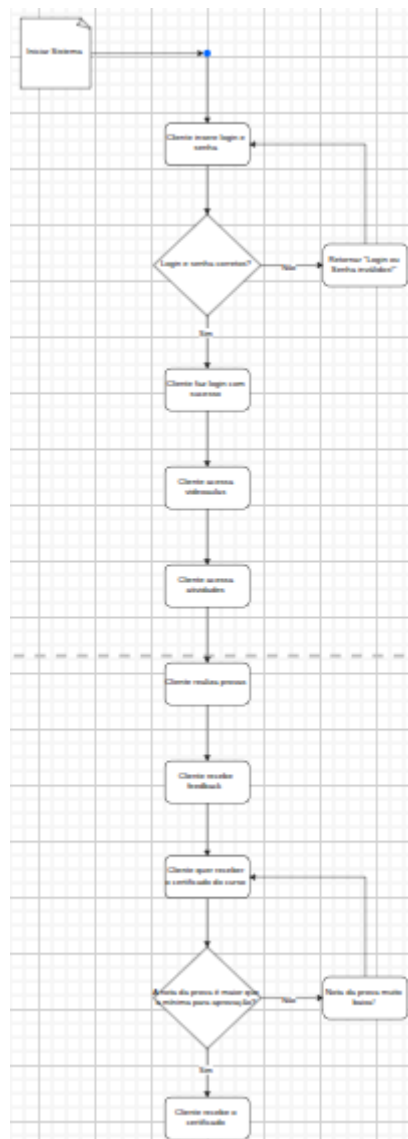 Iniciar Sistema
Cliente insere login e
senha
Login e senha corretos?
Não
Retornar "Login ou
Senha inválidos!"
Sim
Cliente faz login com
sucesso
Cliente acessa
videoaulas
Cliente acessa
atividades
Cliente realiza provas
Cliente recebe
feedback
Cliente quer receber
o certificado do curso
A nota da prova é maior que
a mínima para aprovação?
Não
Nota da prova muito
baixa!
Sim
Cliente recebe o
certificado